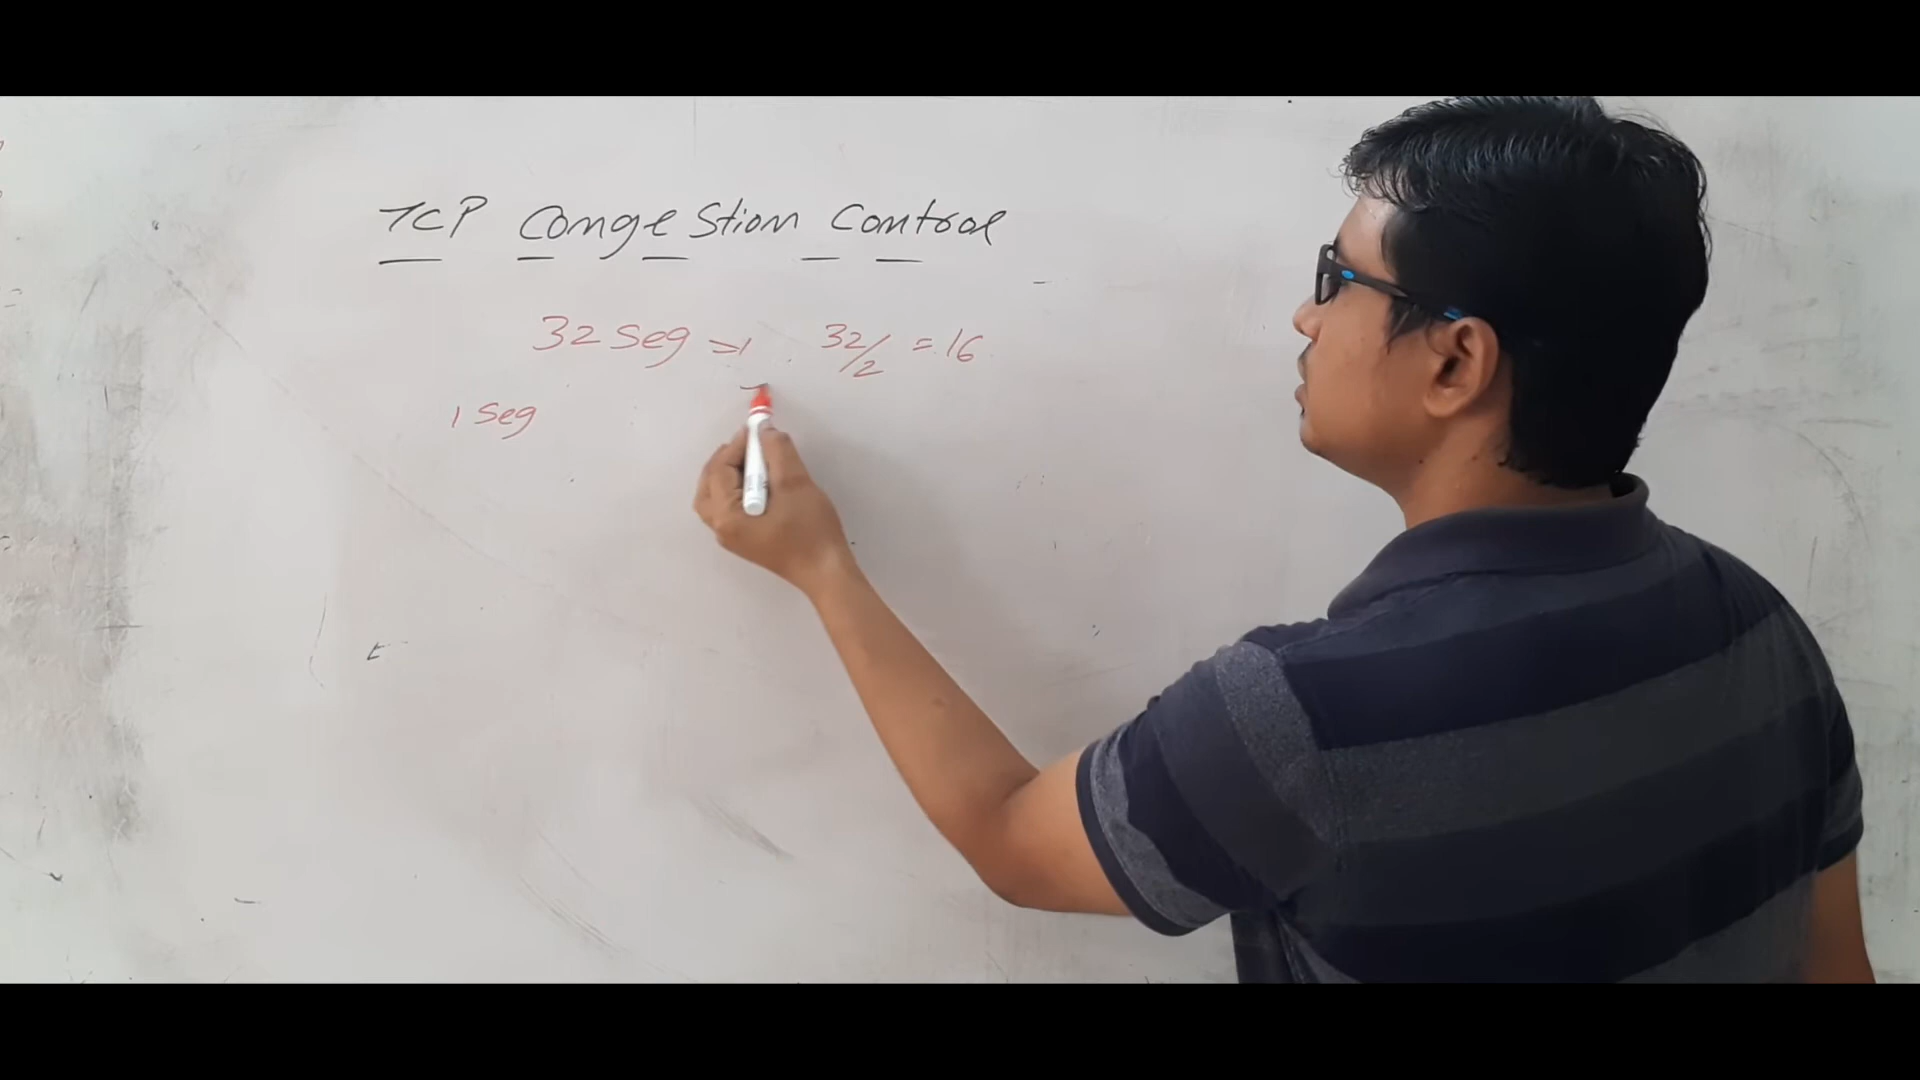 TCP Congestion Control
32 Seg => 32/2 = 16
1 Seg